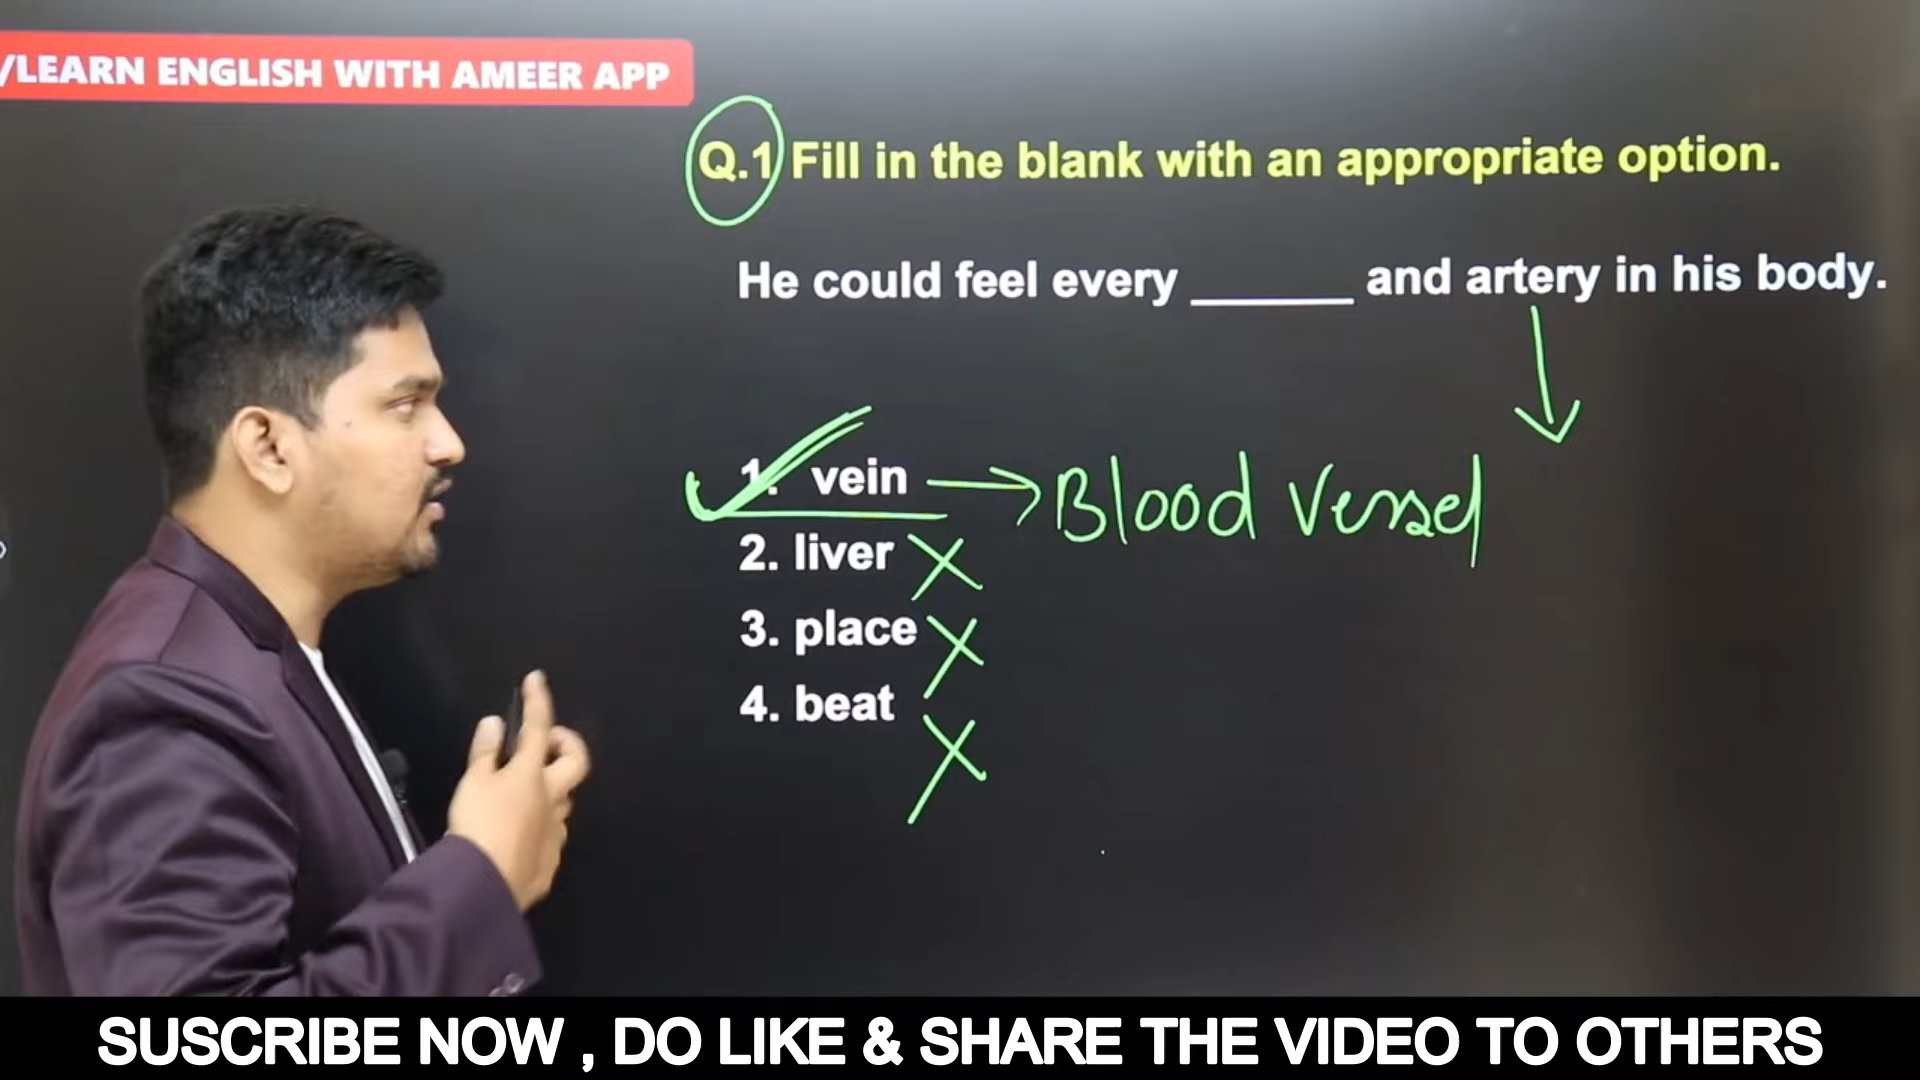 /LEARN ENGLISH WITH AMEER APP
Q.1 Fill in the blank with an appropriate option.
He could feel every ______ and artery in his body.
1. vein → Blood Vessel
2. liver X
3. place X
4. beat X
SUSCRIBE NOW , DO LIKE & SHARE THE VIDEO TO OTHERS